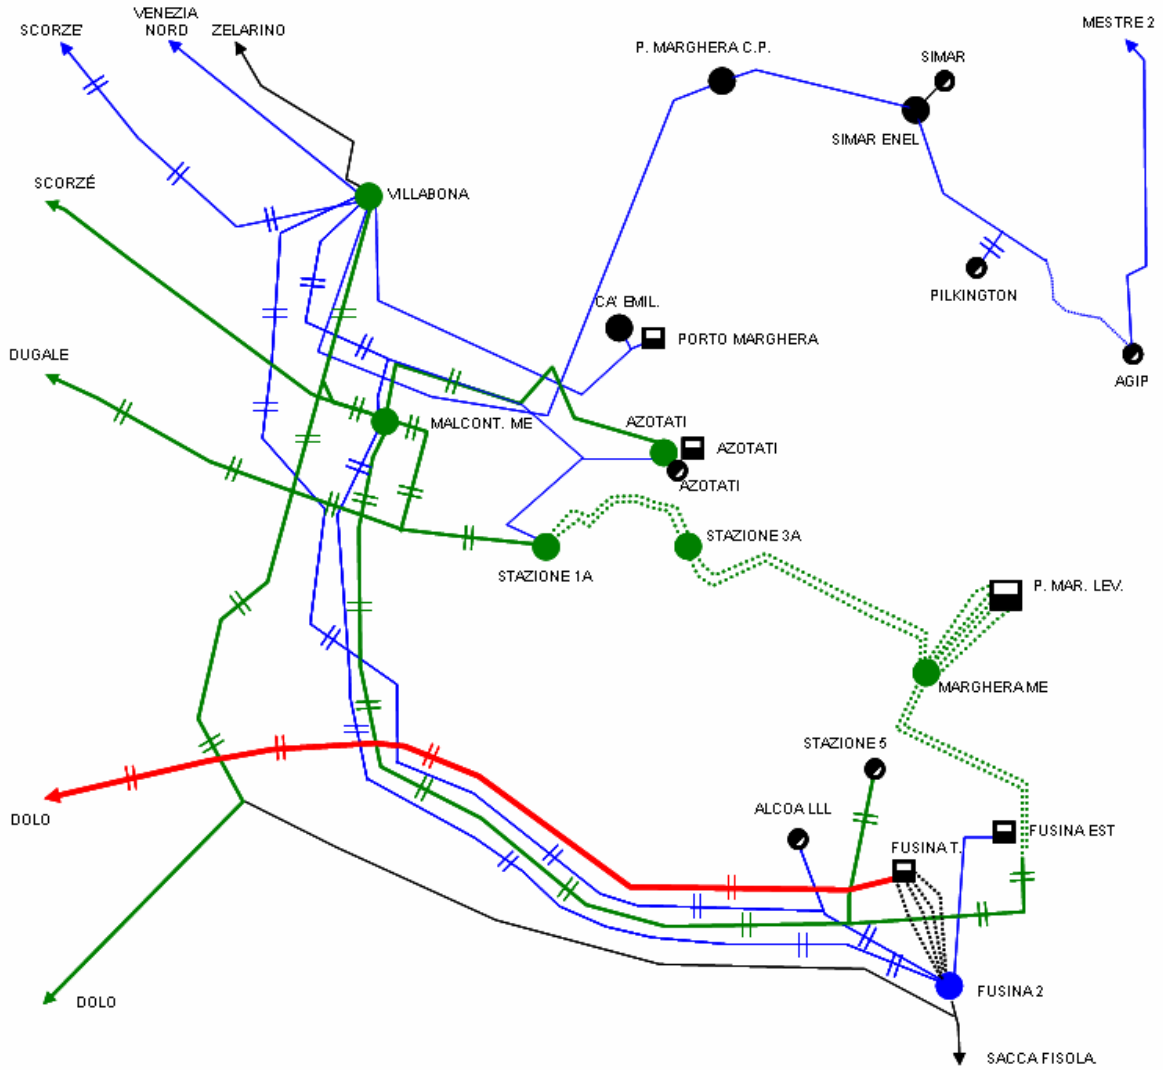 VENEZIA
NORD
SCORZE'
ZELARINO
MESTRE 2
P. MARGHERA C.P.
SIMAR
SIMAR ENEL
SCORZÉ
VILLABONA
PILKINGTON
CA' EMIL.
PORTO MARGHERA
DUGALE
AGIP
MALCONT. ME
AZOTATI
AZOTATI
AZOTATI
STAZIONE 3A
STAZIONE 1A
P. MAR. LEV.
MARGHERA ME
STAZIONE 5
DOLO
ALCOA LLL
FUSINA EST
FUSINA T.
DOLO
FUSINA 2
SACCA FISOLA.